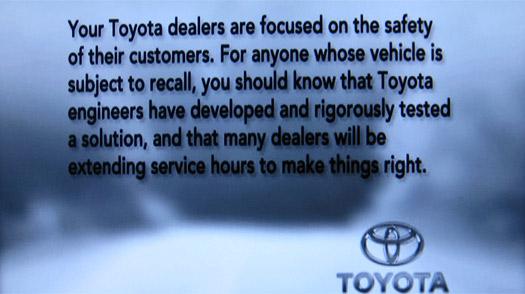 Your Toyota dealers are focused on the safety
of their customers. For anyone whose vehicle is
subject to recall, you should know that Toyota
engineers have developed and rigorously tested
a solution, and that many dealers will be
extending service hours to make things right.
TOYOTA